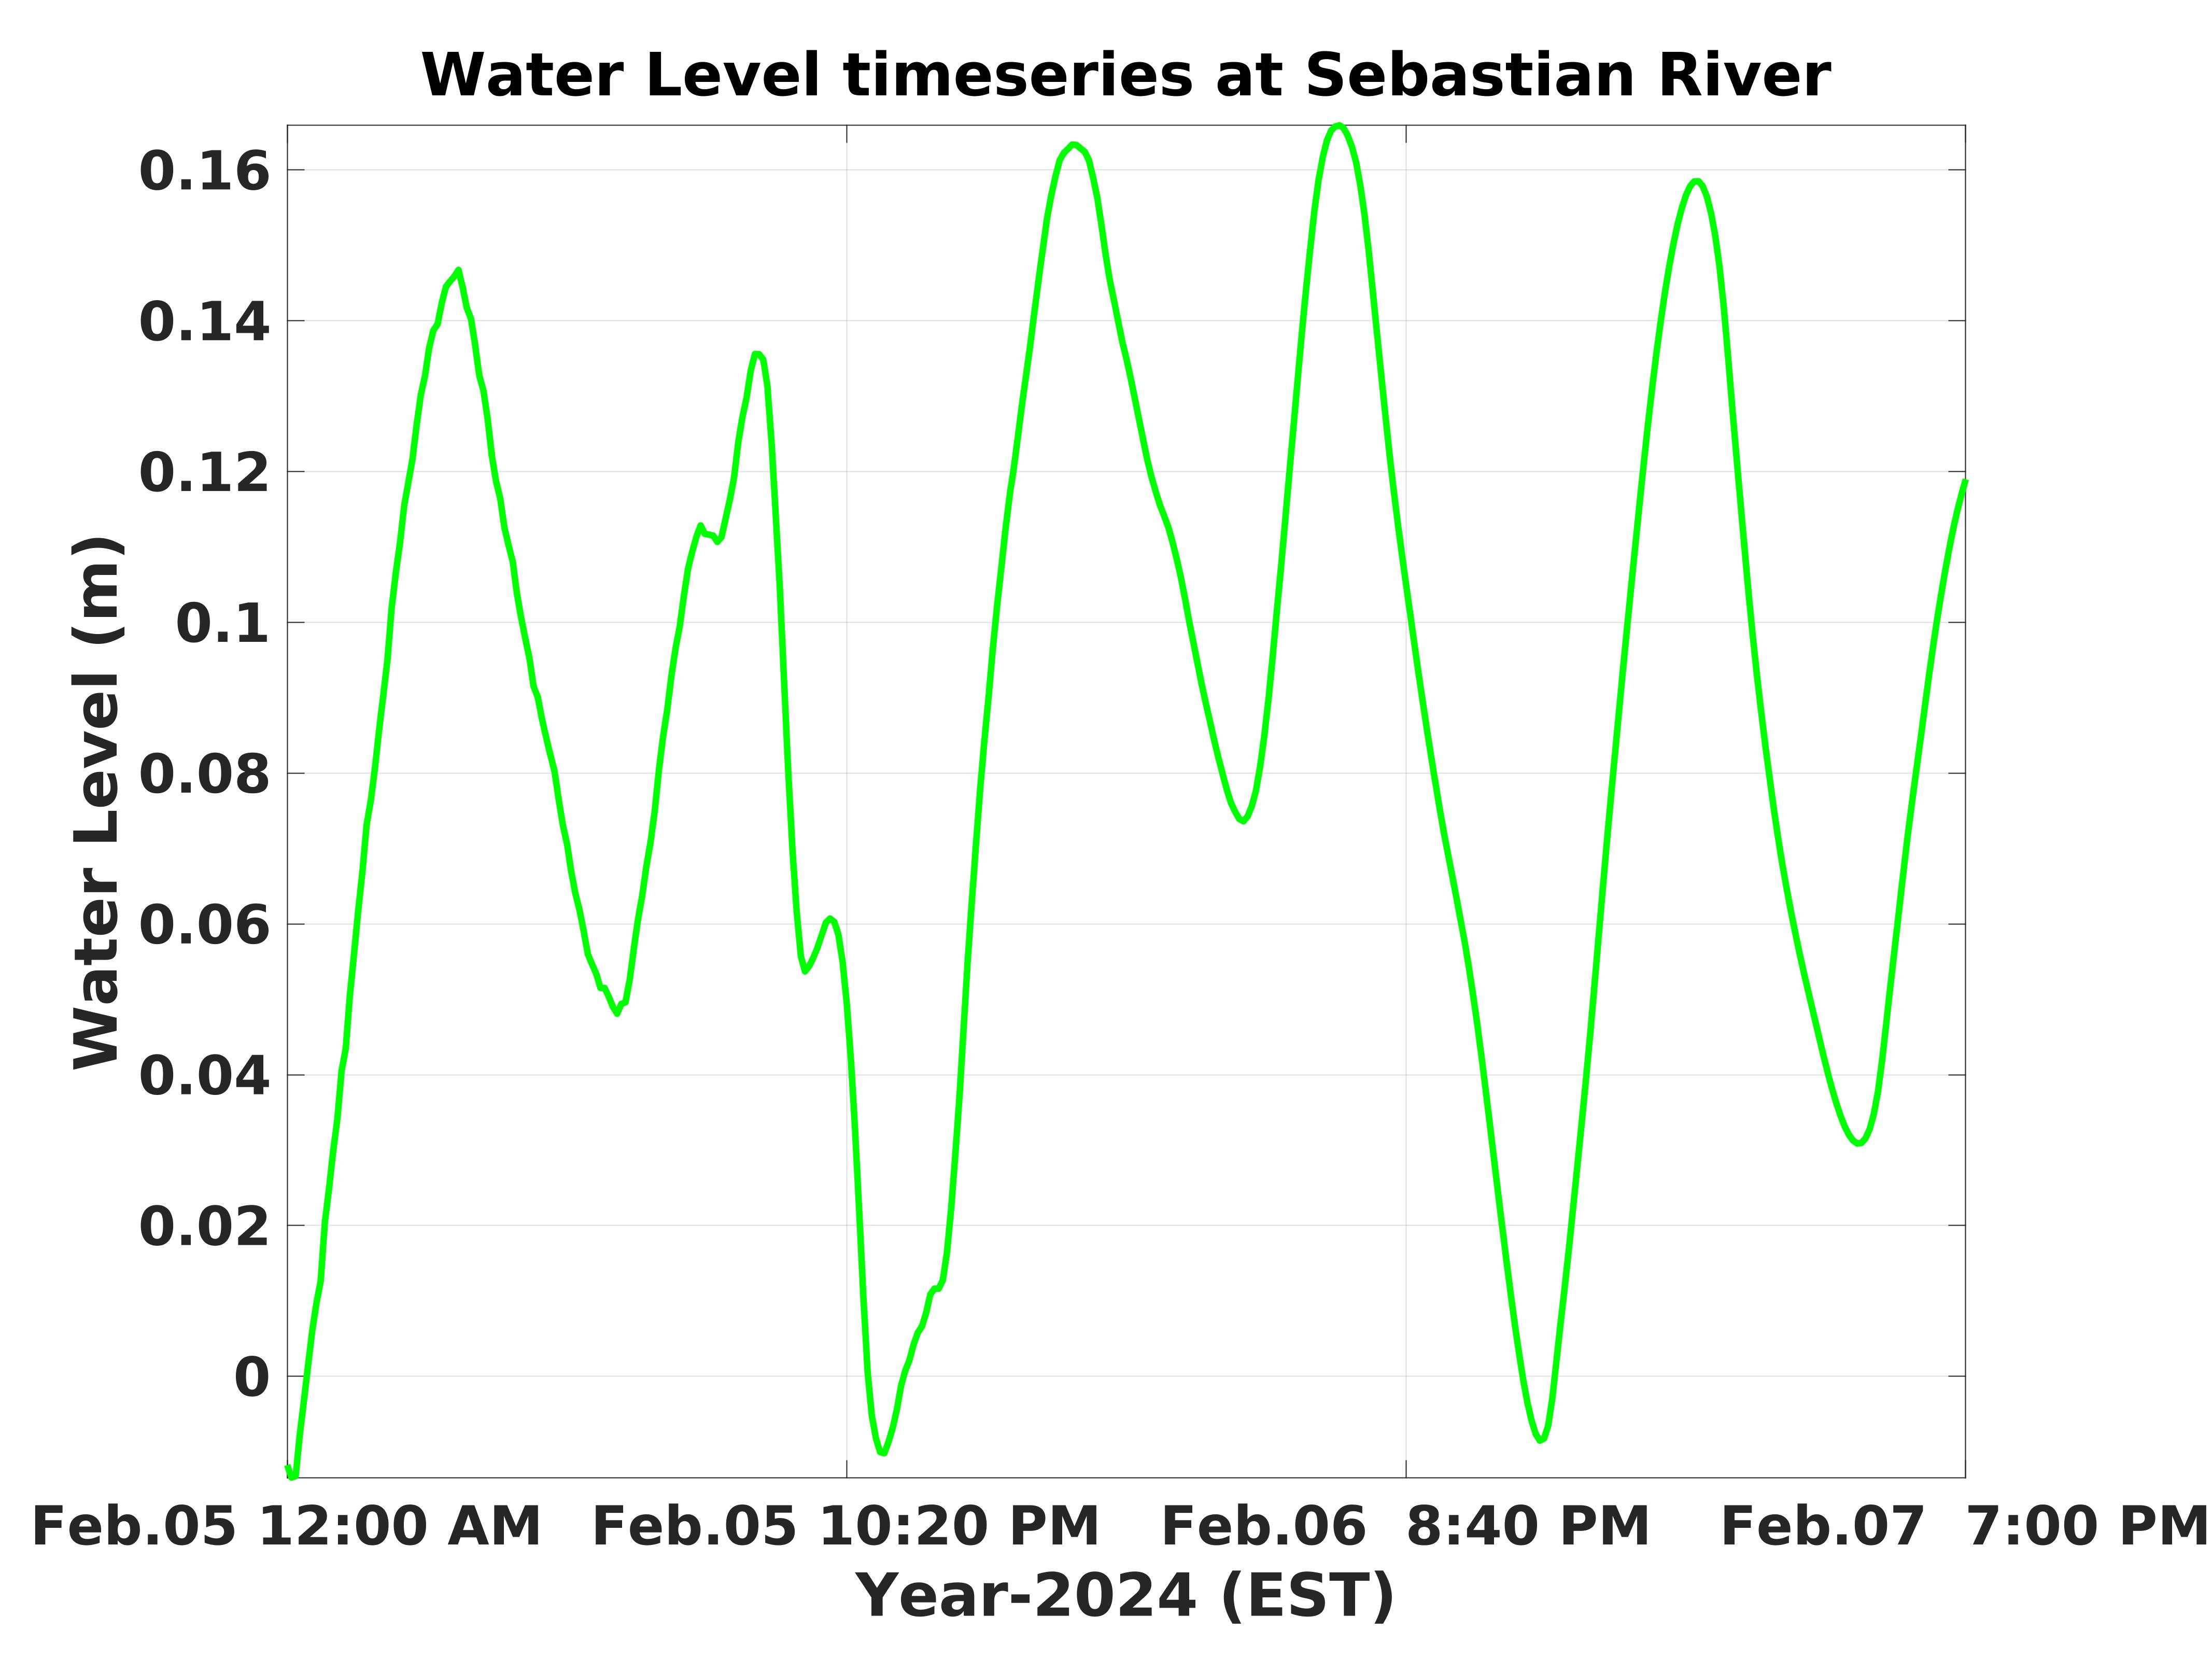 Water Level timeseries at Sebastian River
0.16
0.14
0.12
0.1
0.08
0.06
0.04
0.02
0
Water Level (m)
Feb.05 12:00 AM
Feb.05 10:20 PM
Feb.06 8:40 PM
Feb.07 7:00 PM
Year-2024 (EST)